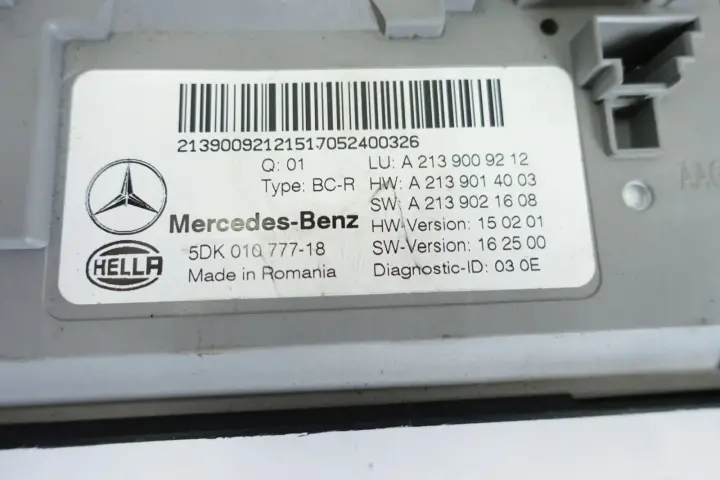 21390092121517052400326
Q: 01
LU: A 213 900 92 12
Type: BC-R
HW: A 213 901 40 03
SW: A 213 902 16 08
Mercedes-Benz
HW-Version: 15 02 01
5DK 010 777-18
SW-Version: 16 25 00
HELLA
Made in Romania
Diagnostic-ID: 03 0E